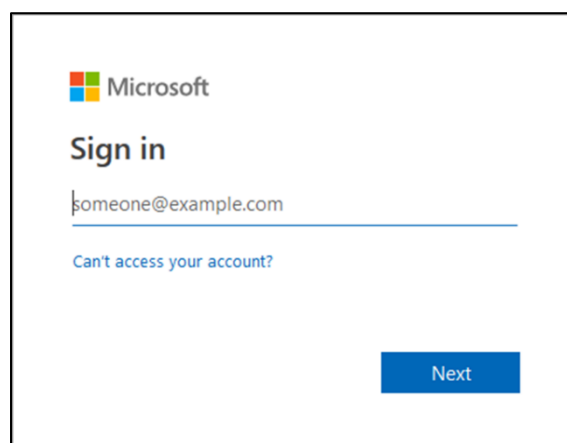 Microsoft
Sign in
someone@example.com
Can't access your account?
Next